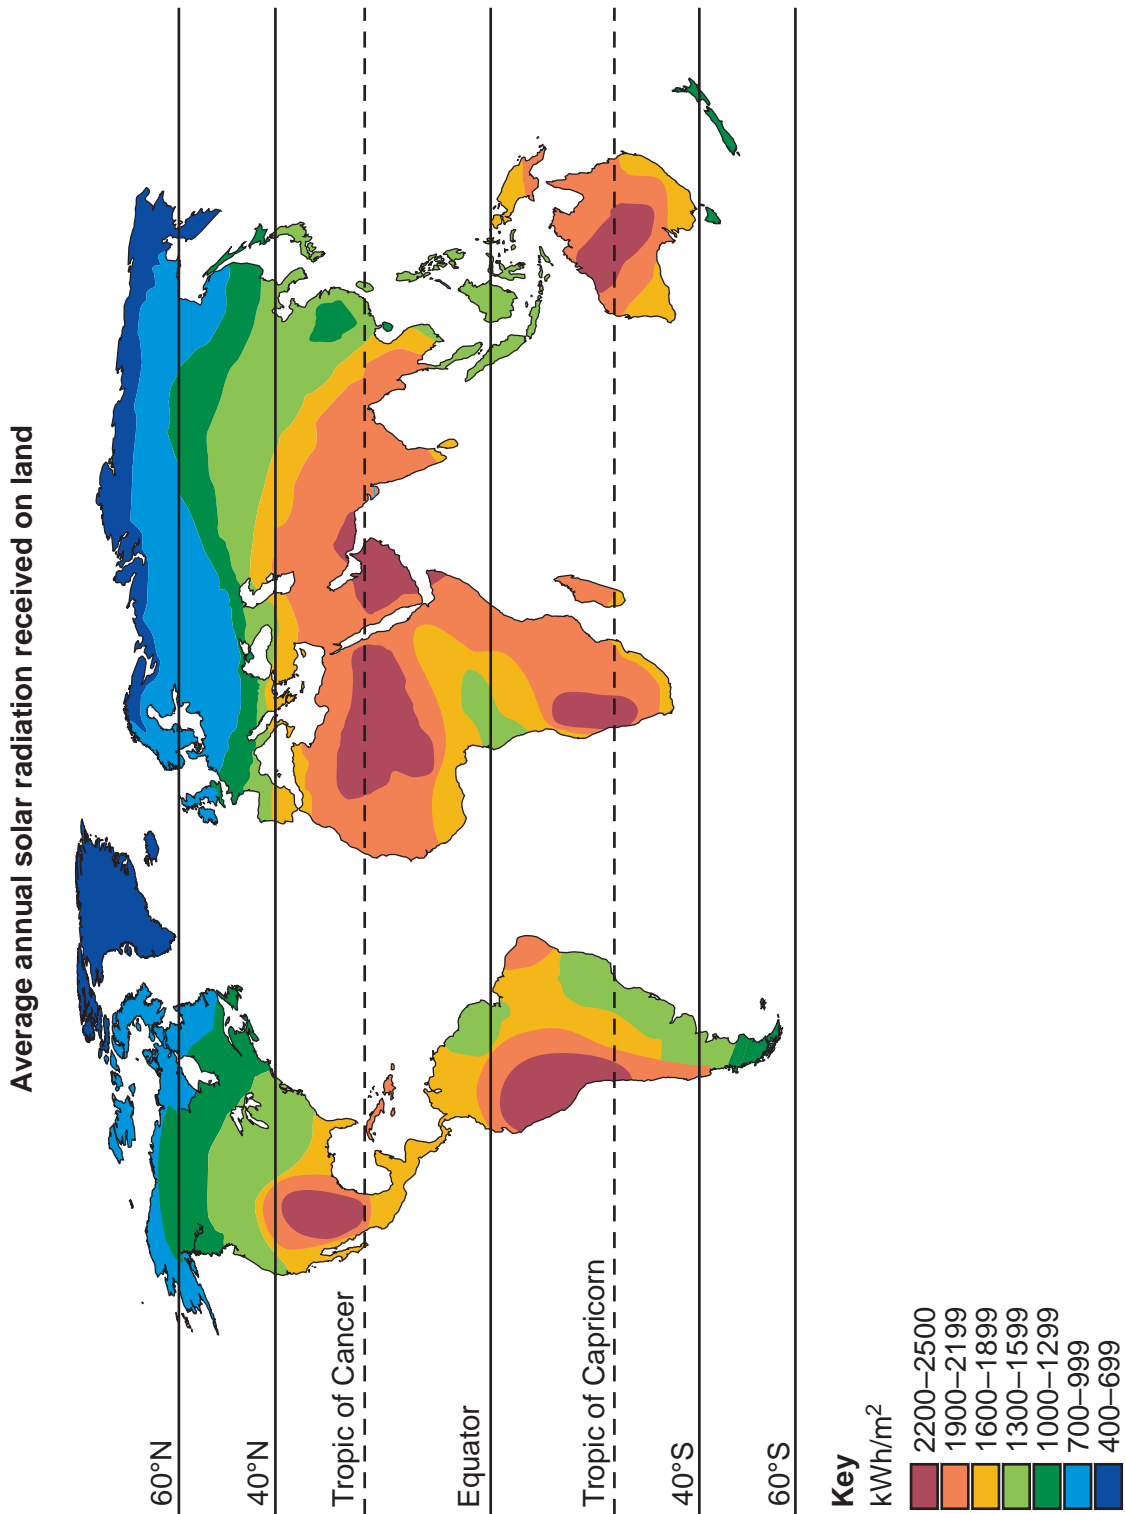 Average annual solar radiation received on land
60°N
40°N
Tropic of Cancer
Equator
Tropic of Capricorn
40°S
60°S
Key
kWh/m²
2200–2500
1900–2199
1600–1899
1300–1599
1000–1299
700–999
400–699